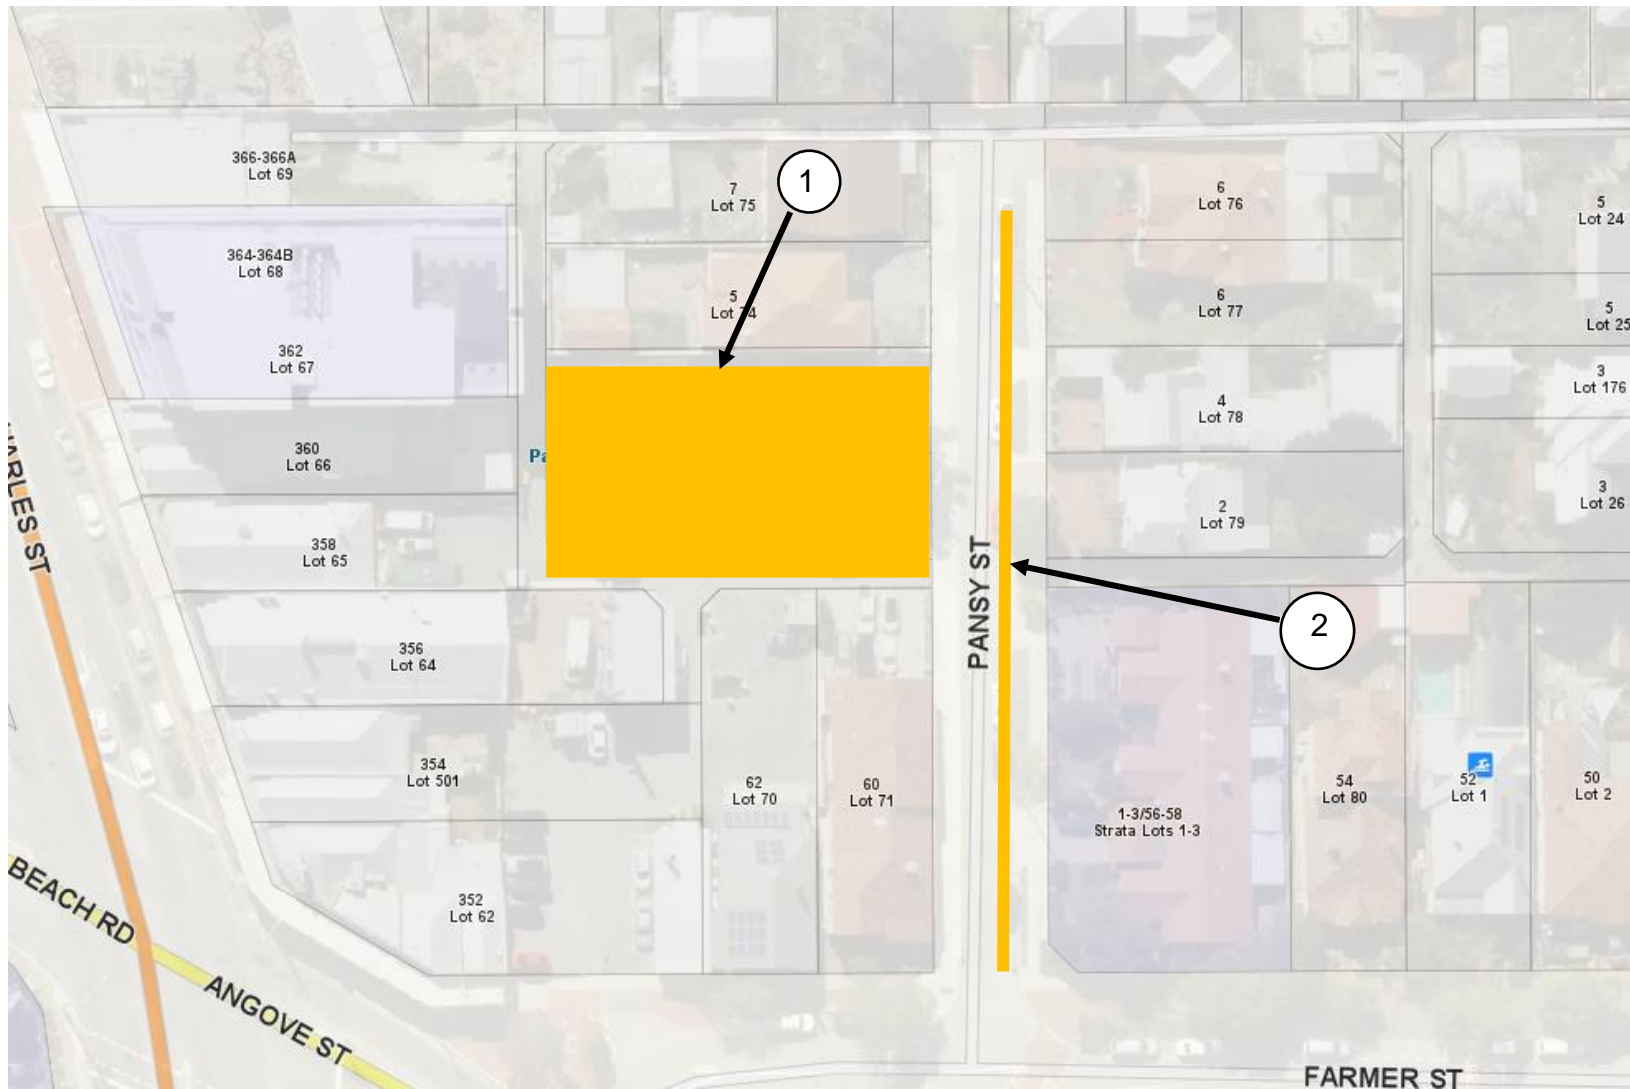 366-366A
Lot 69
7
Lot 75
1
6
Lot 76
5
Lot 24
364-364B
Lot 68
5
6
Lot 77
5
Lot 25
362
Lot 67
3
Lot 176
4
Lot 78
360
Lot 66
3
Lot 26
2
Lot 79
358
Lot 65
PANSY ST
2
356
Lot 64
354
Lot 501
62
Lot 70
60
Lot 71
1-3/56-58
Strata Lots 1-3
54
Lot 80
52
Lot 1
50
Lot 2
352
Lot 62
BEACH RD
ANGOVE ST
FARMER ST